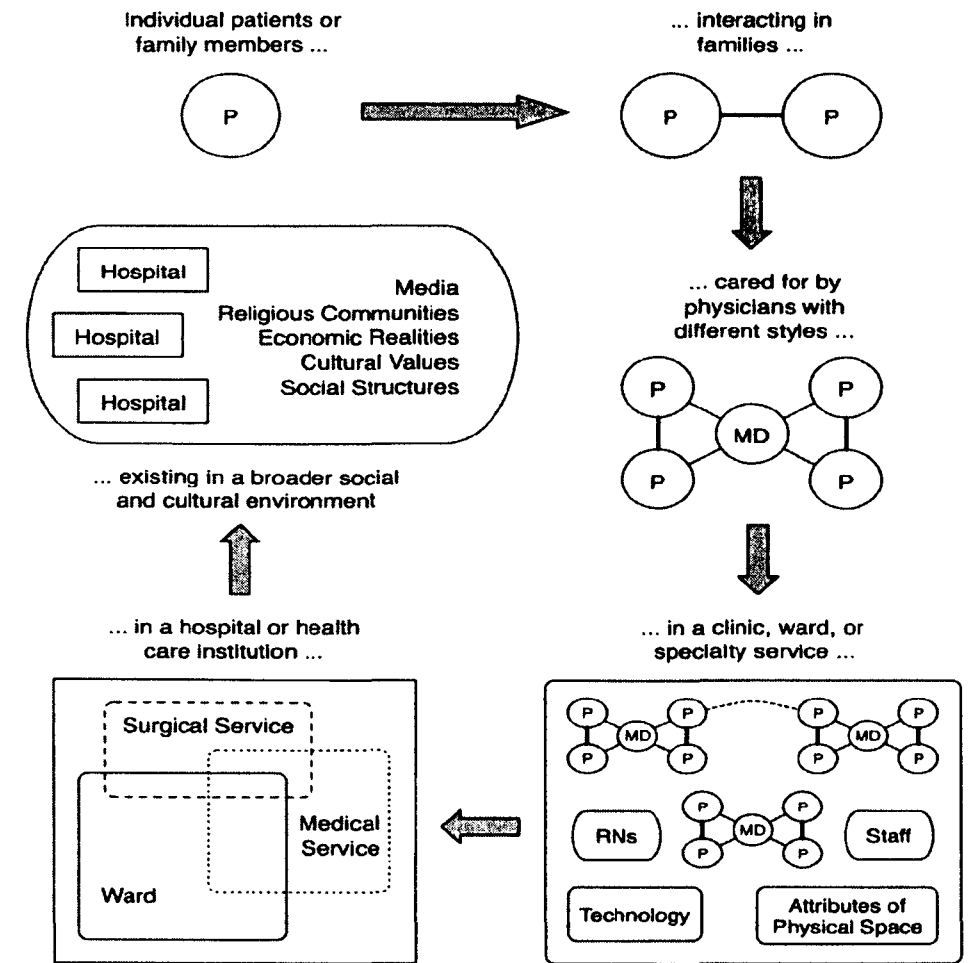 Individual patients or
family members ...
P
... interacting in
families ...
P
P
... cared for by
physicians with
different styles ...
P
P
MD
P
P
... in a clinic, ward, or
specialty service ...
P
P
MD
P
P
P
P
MD
P
P
P
P
MD
P
P
RNs
Staff
Technology
Attributes of
Physical Space
... in a hospital or health
care institution ...
Surgical Service
Medical
Service
Ward
Hospital
Hospital
Hospital
Media
Religious Communities
Economic Realities
Cultural Values
Social Structures
... existing in a broader social
and cultural environment